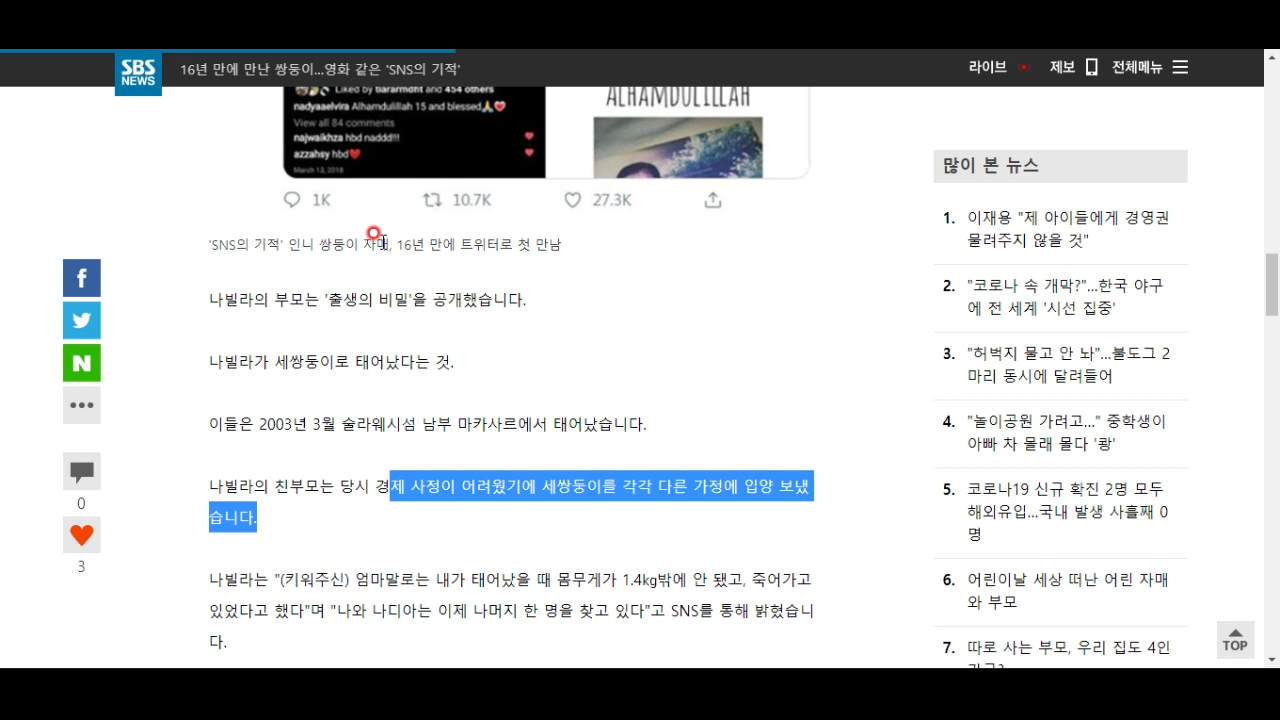 SBS
NEWS
16년 만에 만난 쌍둥이...영화 같은 'SNS의 기적'
라이브
제보
전체메뉴
Liked by tiararmdht and 454 others
nadyaaelvira Alhamdulillah 15 and blessed🙏❤️
View all 84 comments
najwaikhza hbd naddd!!!
azzahsy hbd❤️
March 13, 2018
ALHAMDULILLAH
1K
10.7K
27.3K
'SNS의 기적' 인니 쌍둥이 자매, 16년 만에 트위터로 첫 만남
나빌라의 부모는 '출생의 비밀'을 공개했습니다.
나빌라가 세쌍둥이로 태어났다는 것.
이들은 2003년 3월 술라웨시섬 남부 마카사르에서 태어났습니다.
나빌라의 친부모는 당시 경제 사정이 어려웠기에 세쌍둥이를 각각 다른 가정에 입양 보냈
습니다.
나빌라는 "(키워주신) 엄마말로는 내가 태어났을 때 몸무게가 1.4kg밖에 안 됐고, 죽어가고
있었다고 했다"며 "나와 나디아는 이제 나머지 한 명을 찾고 있다"고 SNS를 통해 밝혔습니
다.
f
N
0
3
많이 본 뉴스
1. 이재용 "제 아이들에게 경영권
물려주지 않을 것"
2. "코로나 속 개막?"...한국 야구
에 전 세계 '시선 집중'
3. "허벅지 물고 안 놔"...불도그 2
마리 동시에 달려들어
4. "놀이공원 가려고..." 중학생이
아빠 차 몰래 몰다 '쾅'
5. 코로나19 신규 확진 2명 모두
해외유입...국내 발생 사흘째 0
명
6. 어린이날 세상 떠난 어린 자매
와 부모
7. 따로 사는 부모, 우리 집도 4인
TOP